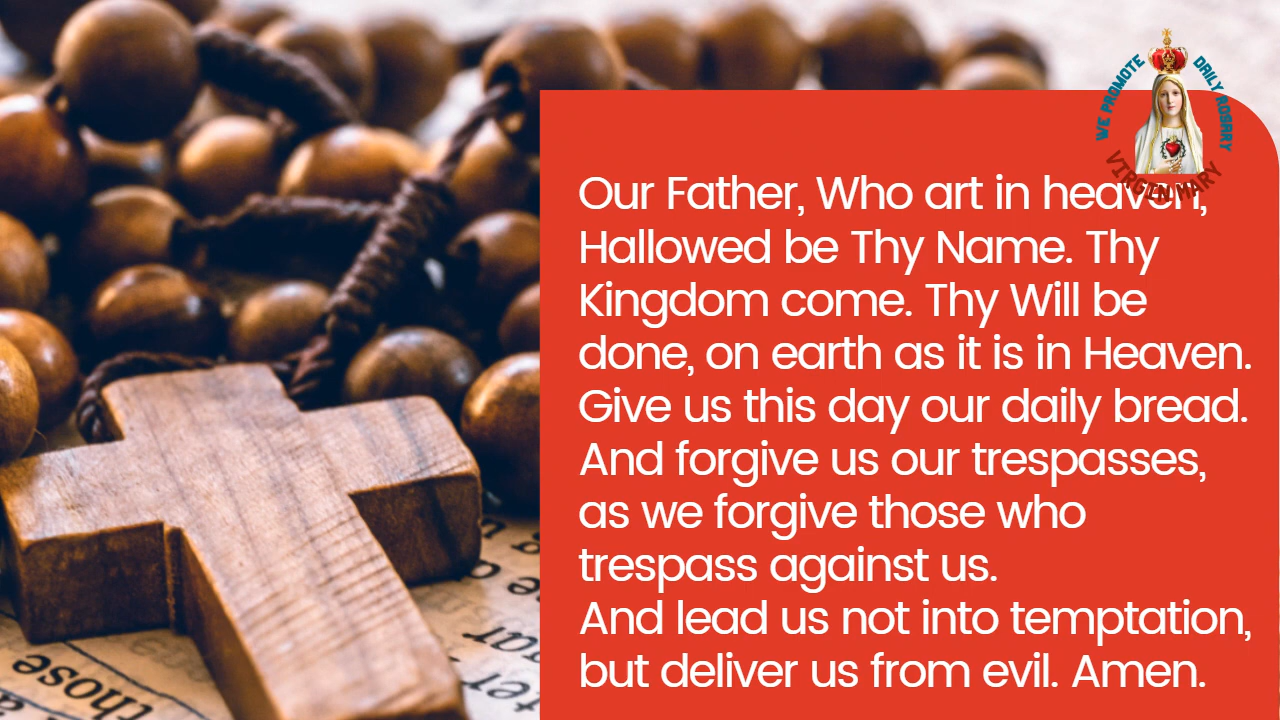 WE PROMOTE DAILY ROSARY
VIRGEN MARY
Our Father, Who art in heaven,
Hallowed be Thy Name. Thy
Kingdom come. Thy Will be
done, on earth as it is in Heaven.
Give us this day our daily bread.
And forgive us our trespasses,
as we forgive those who
trespass against us.
And lead us not into temptation,
but deliver us from evil. Amen.
those